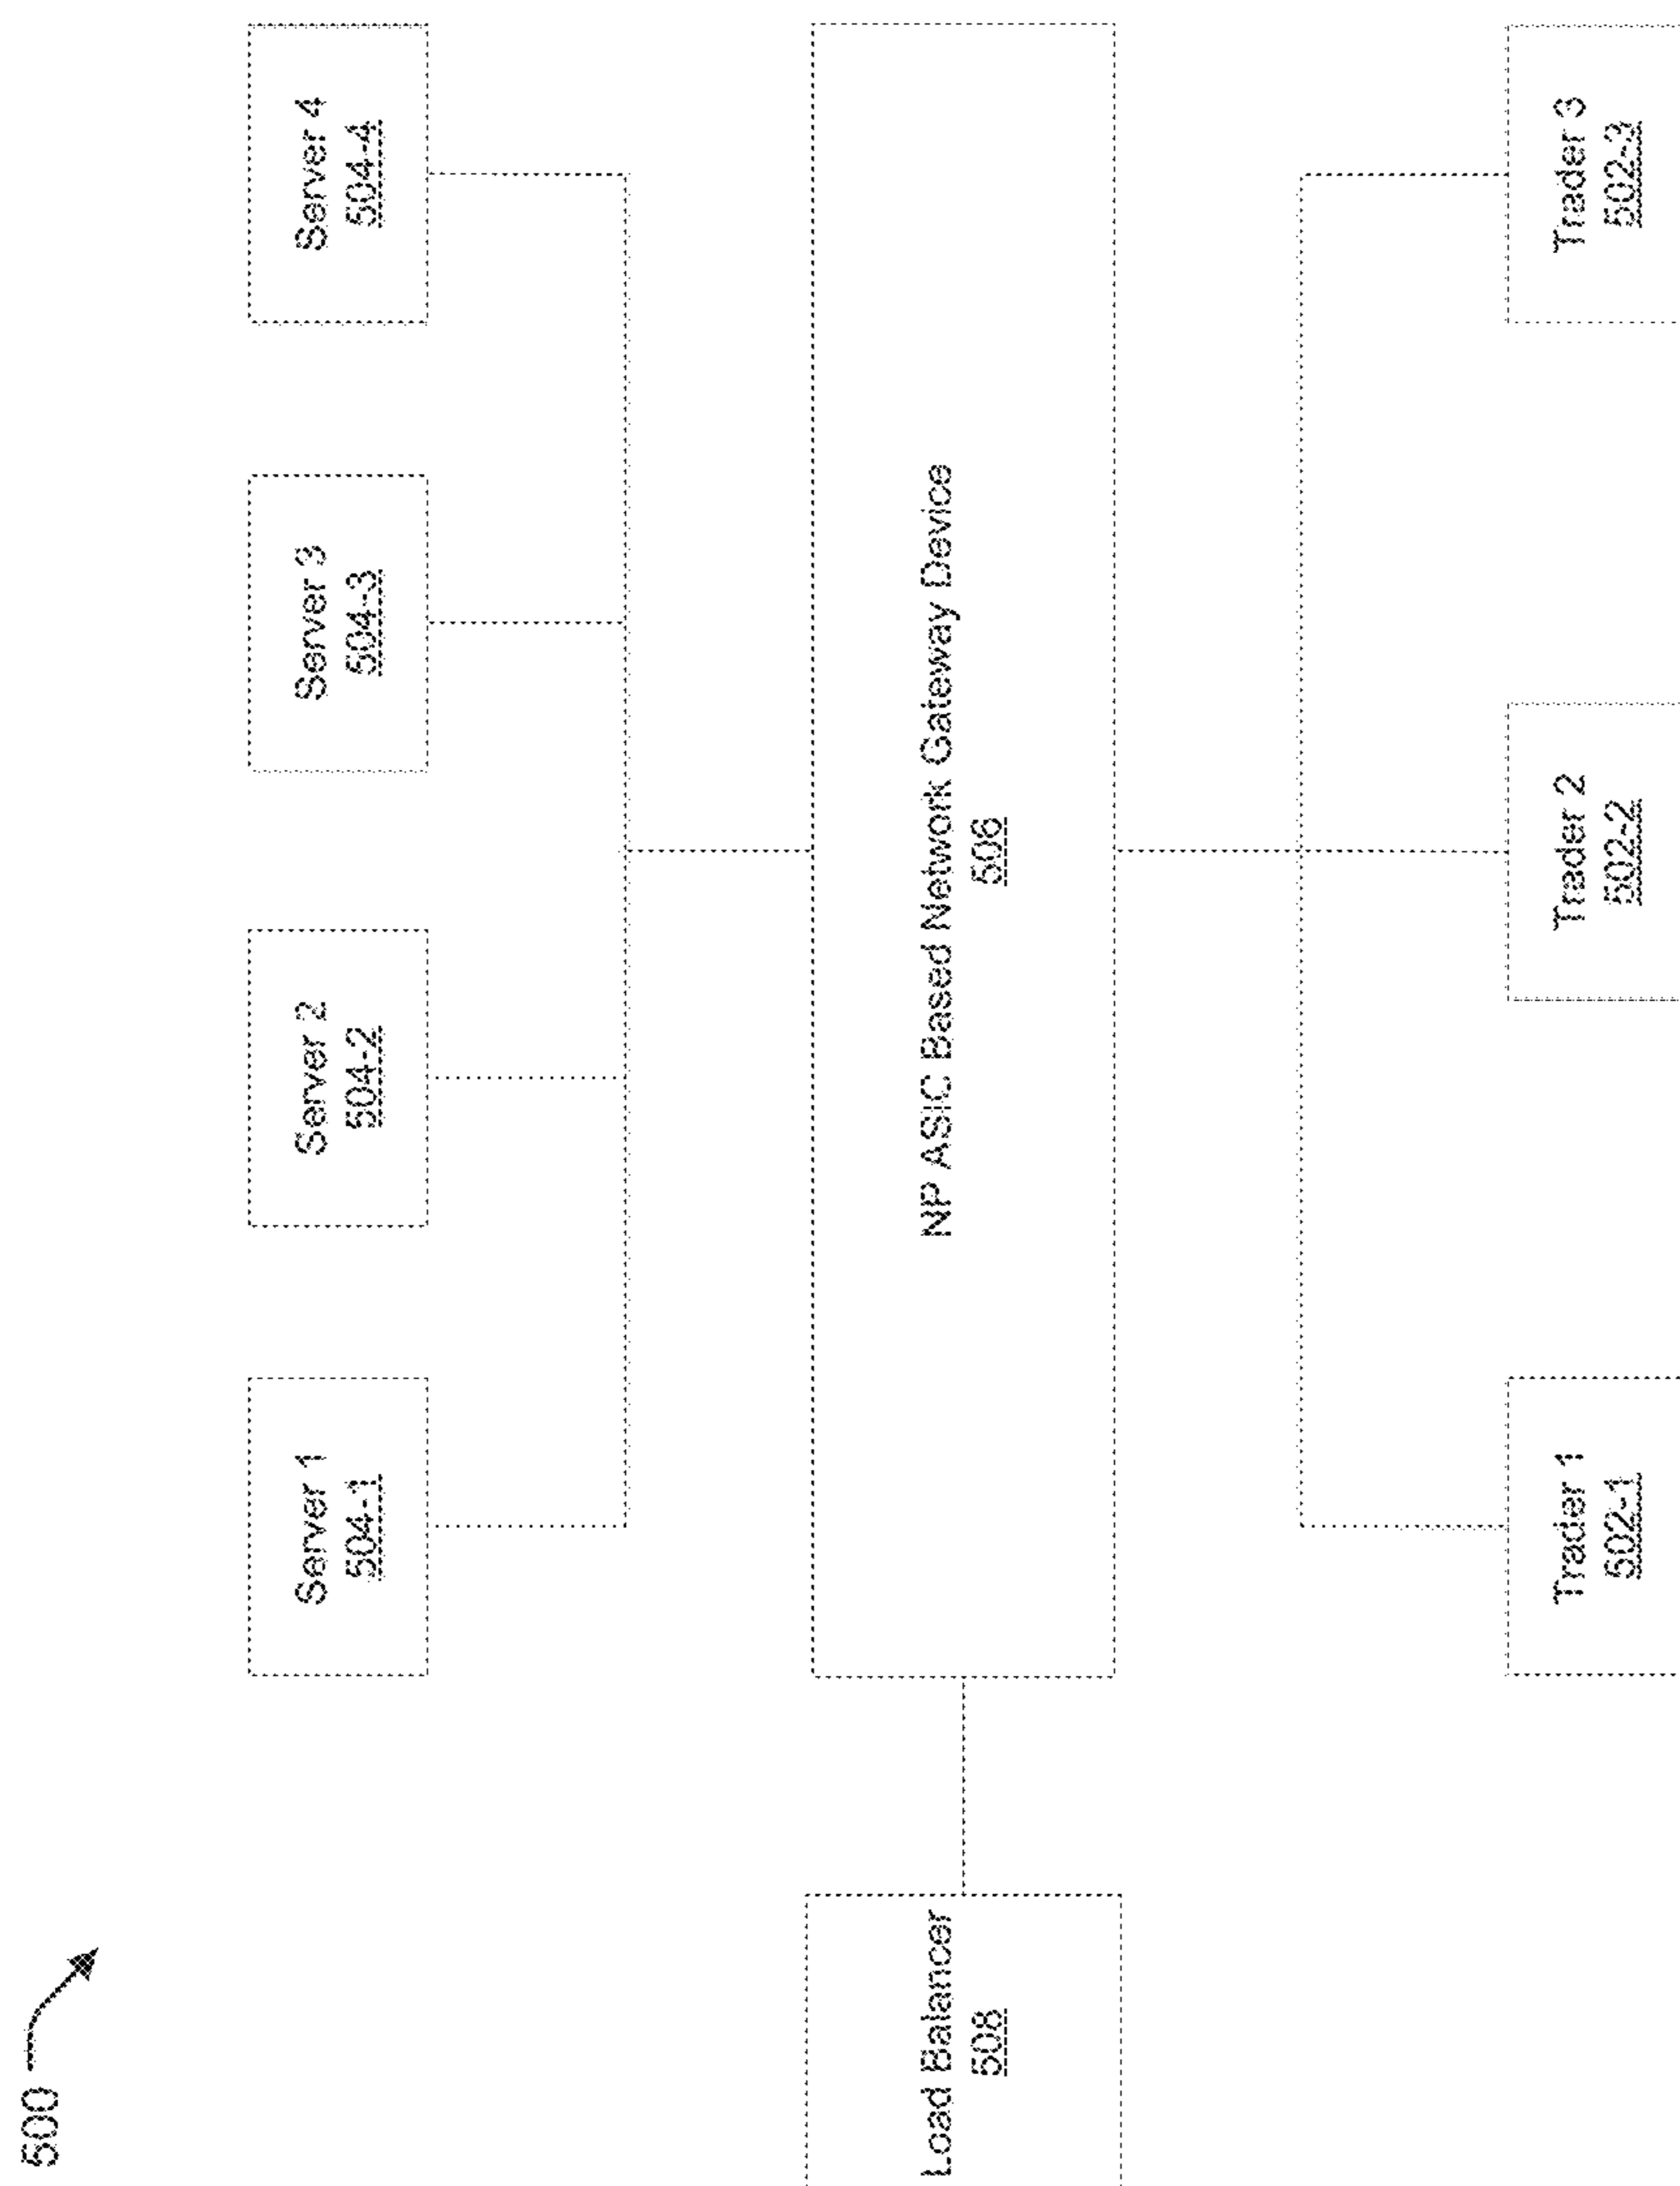 500
Server 1
504-1
Server 2
504-2
Server 3
504-3
Server 4
504-4
Load Balancer
508
NP ASIC Based Network Gateway Device
506
Trader 1
502-1
Trader 2
502-2
Trader 3
502-3